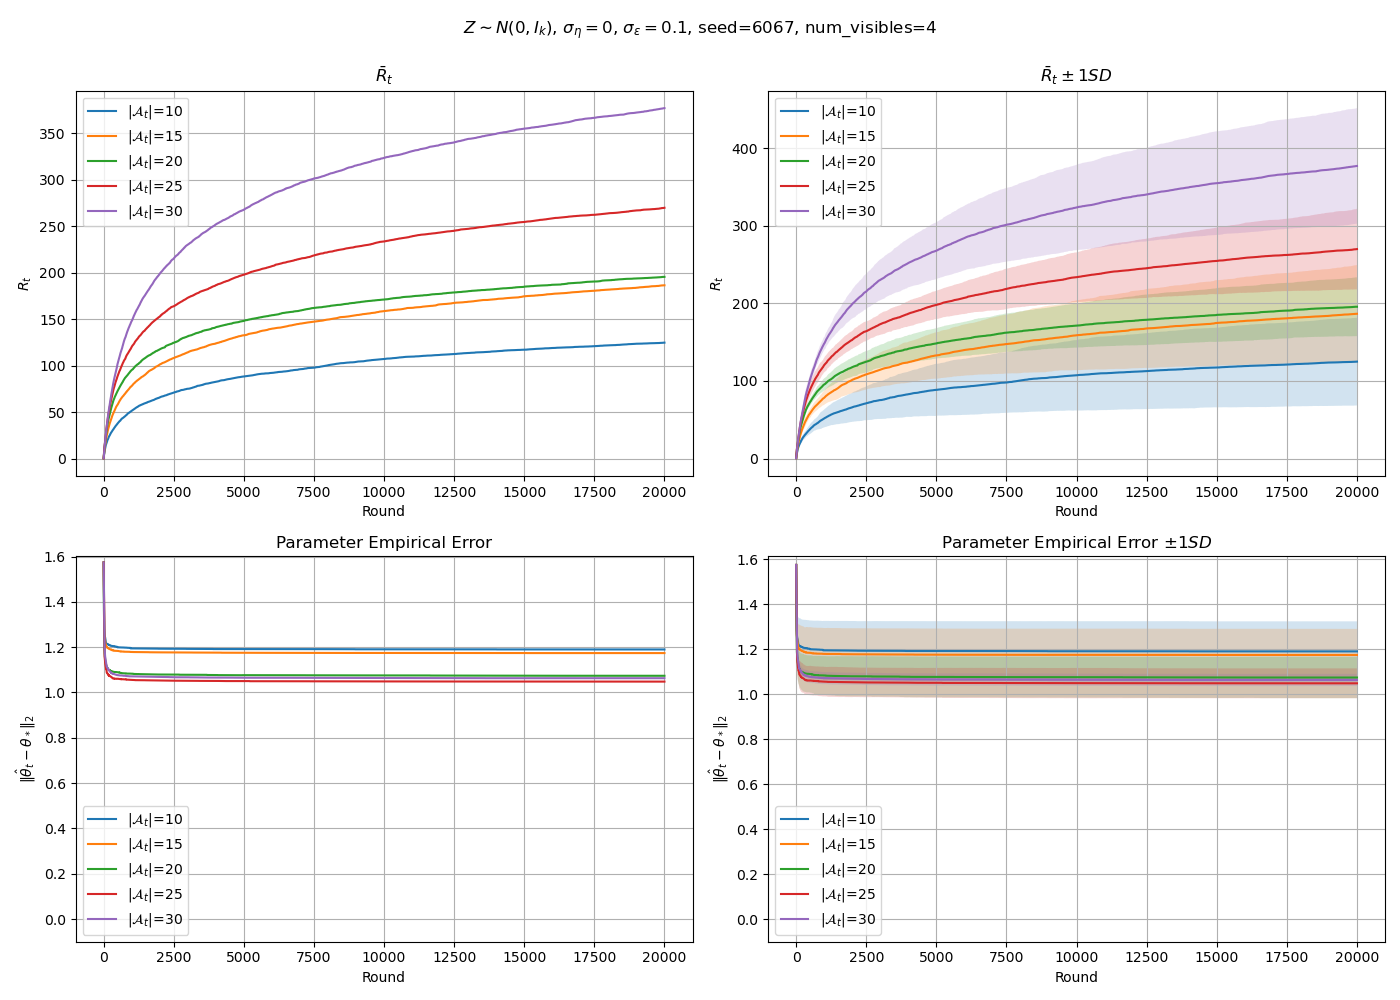 Z ∼ N(0, I_k), σ_η = 0, σ_ε = 0.1, seed=6067, num_visibles=4
R̄_t
R_t
350
300
250
200
150
100
50
0
|𝒜_t|=10
|𝒜_t|=15
|𝒜_t|=20
|𝒜_t|=25
|𝒜_t|=30
0 2500 5000 7500 10000 12500 15000 17500 20000
Round
R̄_t ± 1SD
R_t
400
300
200
100
0
|𝒜_t|=10
|𝒜_t|=15
|𝒜_t|=20
|𝒜_t|=25
|𝒜_t|=30
0 2500 5000 7500 10000 12500 15000 17500 20000
Round
Parameter Empirical Error
‖θ̂_t − θ_*‖₂
1.6
1.4
1.2
1.0
0.8
0.6
0.4
0.2
0.0
|𝒜_t|=10
|𝒜_t|=15
|𝒜_t|=20
|𝒜_t|=25
|𝒜_t|=30
0 2500 5000 7500 10000 12500 15000 17500 20000
Round
Parameter Empirical Error ±1SD
‖θ̂_t − θ_*‖₂
1.6
1.4
1.2
1.0
0.8
0.6
0.4
0.2
0.0
|𝒜_t|=10
|𝒜_t|=15
|𝒜_t|=20
|𝒜_t|=25
|𝒜_t|=30
0 2500 5000 7500 10000 12500 15000 17500 20000
Round